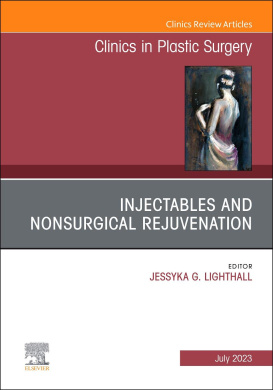 Clinics Review Articles
Clinics in Plastic Surgery
INJECTABLES AND
NONSURGICAL REJUVENATION
EDITOR
JESSYKA G. LIGHTHALL
ELSEVIER
July 2023